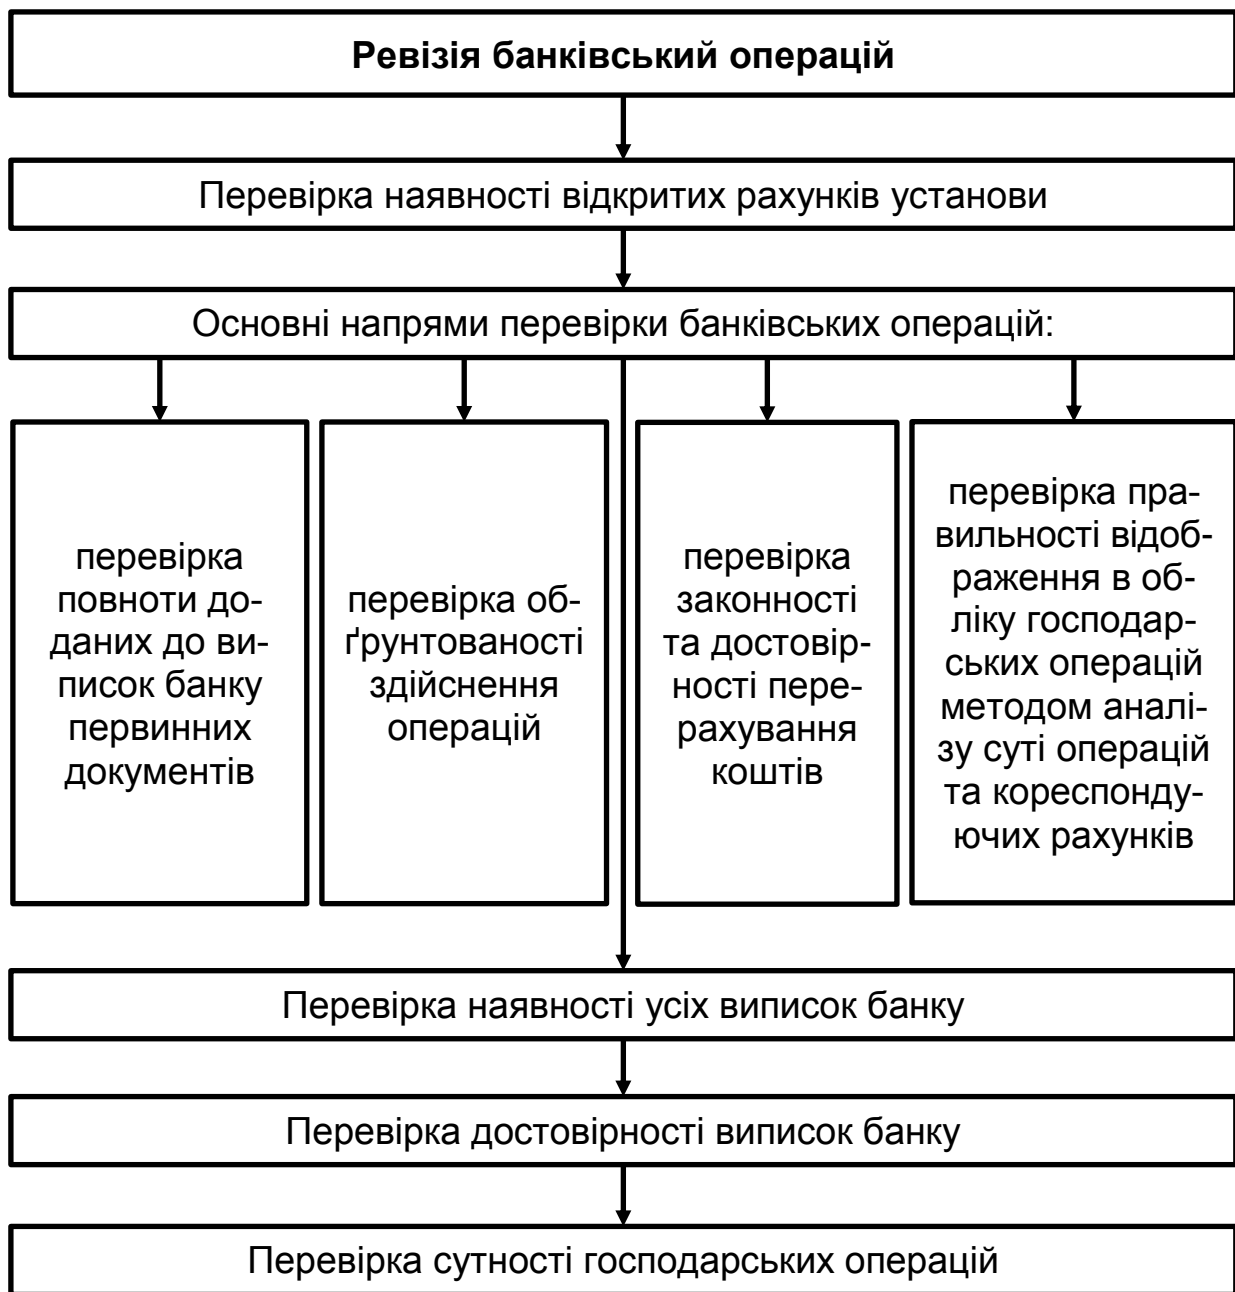 Ревізія банківський операцій
Перевірка наявності відкритих рахунків установи
Основні напрями перевірки банківських операцій:
перевірка
повноти до-
даних до ви-
писок банку
первинних
документів
перевірка об-
ґрунтованості
здійснення
операцій
перевірка
законності
та достовір-
ності пере-
рахування
коштів
перевірка пра-
вильності відоб-
раження в об-
ліку господар-
ських операцій
методом аналі-
зу суті операцій
та кореспонду-
ючих рахунків
Перевірка наявності усіх виписок банку
Перевірка достовірності виписок банку
Перевірка сутності господарських операцій